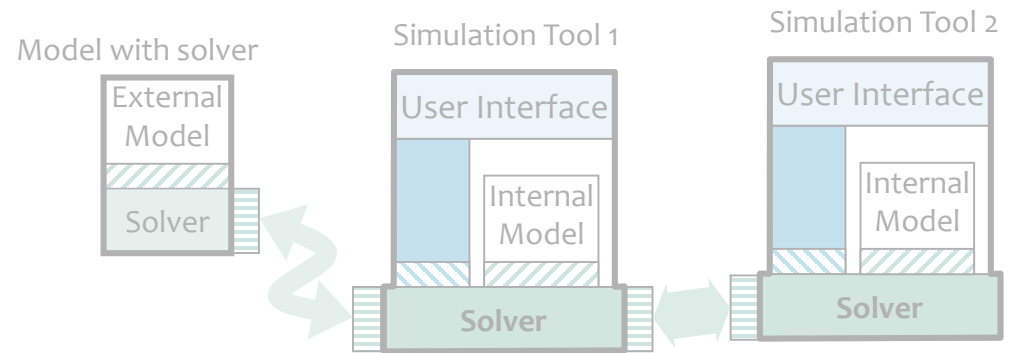 Model with solver
External
Model
Solver
Simulation Tool 1
User Interface
Internal
Model
Solver
Simulation Tool 2
User Interface
Internal
Model
Solver